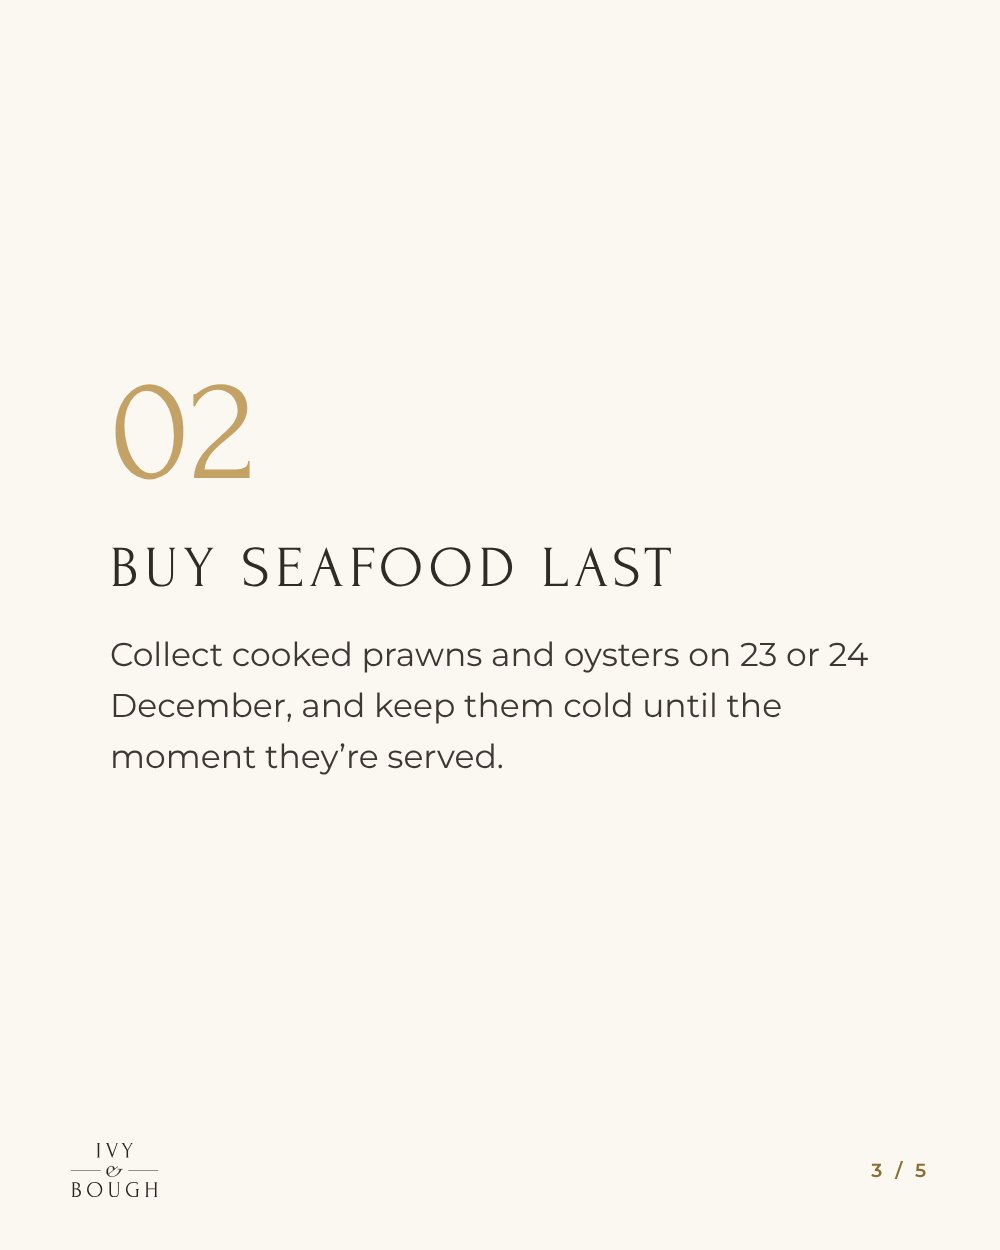 02
BUY SEAFOOD LAST
Collect cooked prawns and oysters on 23 or 24
December, and keep them cold until the
moment they’re served.
IVY
&
BOUGH
3 / 5